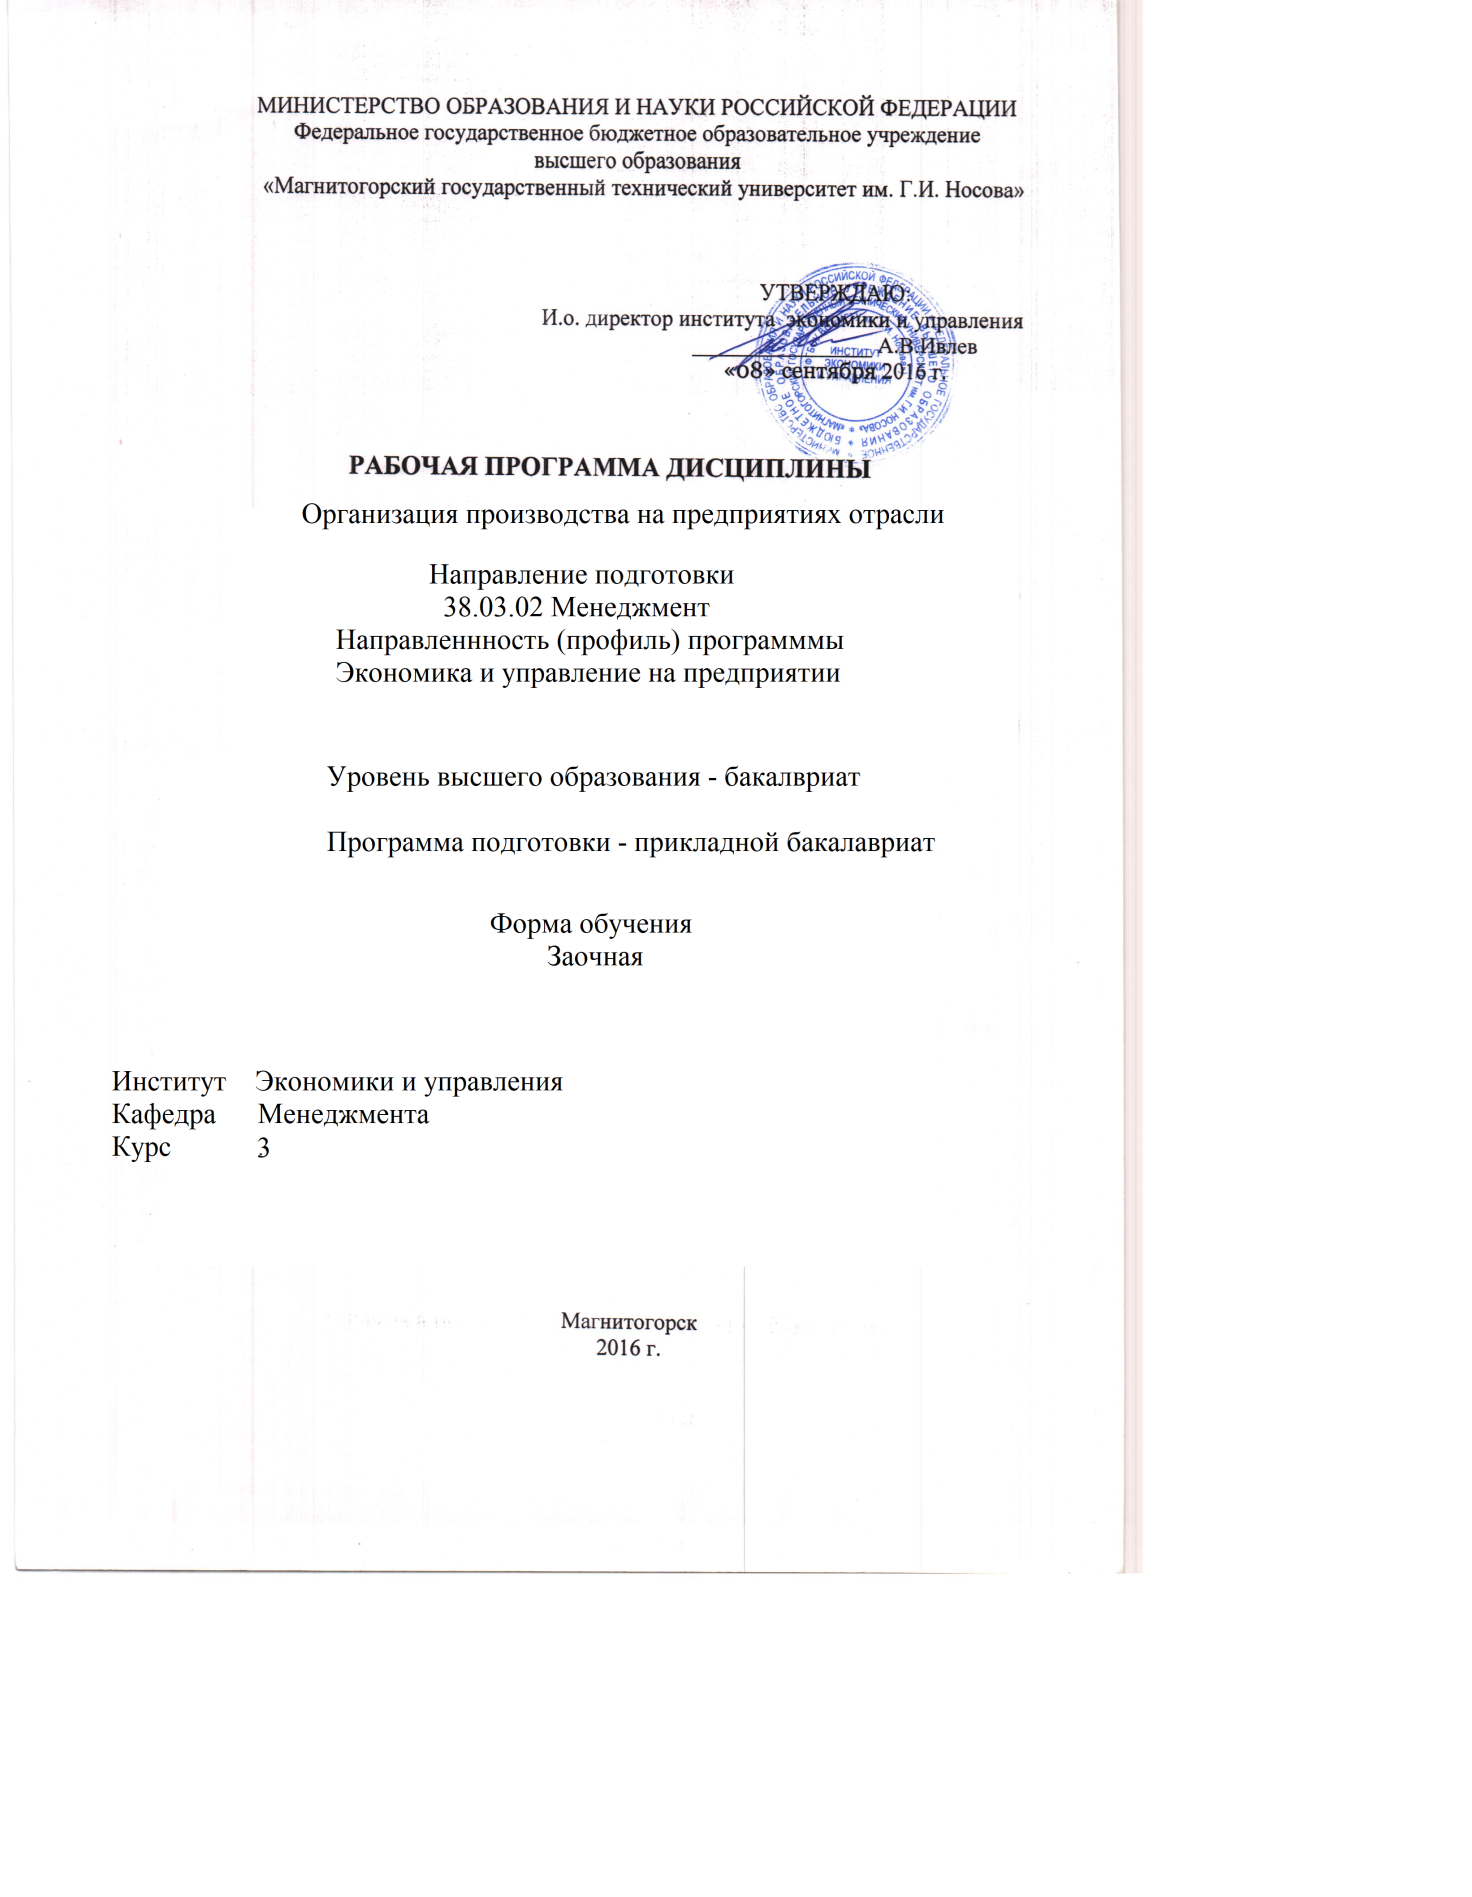 МИНИСТЕРСТВО ОБРАЗОВАНИЯ И НАУКИ РОССИЙСКОЙ ФЕДЕРАЦИИ
Федеральное государственное бюджетное образовательное учреждение
высшего образования
«Магнитогорский государственный технический университет им. Г.И. Носова»
УТВЕРЖДАЮ:
И.о. директор института экономики и управления
А.В.Ивлев
«08» сентября 2016 г.
ИНСТИТУТ
ЭКОНОМИКИ
И УПРАВЛЕНИЯ
РАБОЧАЯ ПРОГРАММА ДИСЦИПЛИНЫ
Организация производства на предприятиях отрасли
Направление подготовки
38.03.02 Менеджмент
Направленнность (профиль) программмы
Экономика и управление на предприятии
Уровень высшего образования - бакалвриат
Программа подготовки - прикладной бакалавриат
Форма обучения
Заочная
Институт Экономики и управления
Кафедра Менеджмента
Курс 3
Магнитогорск
2016 г.